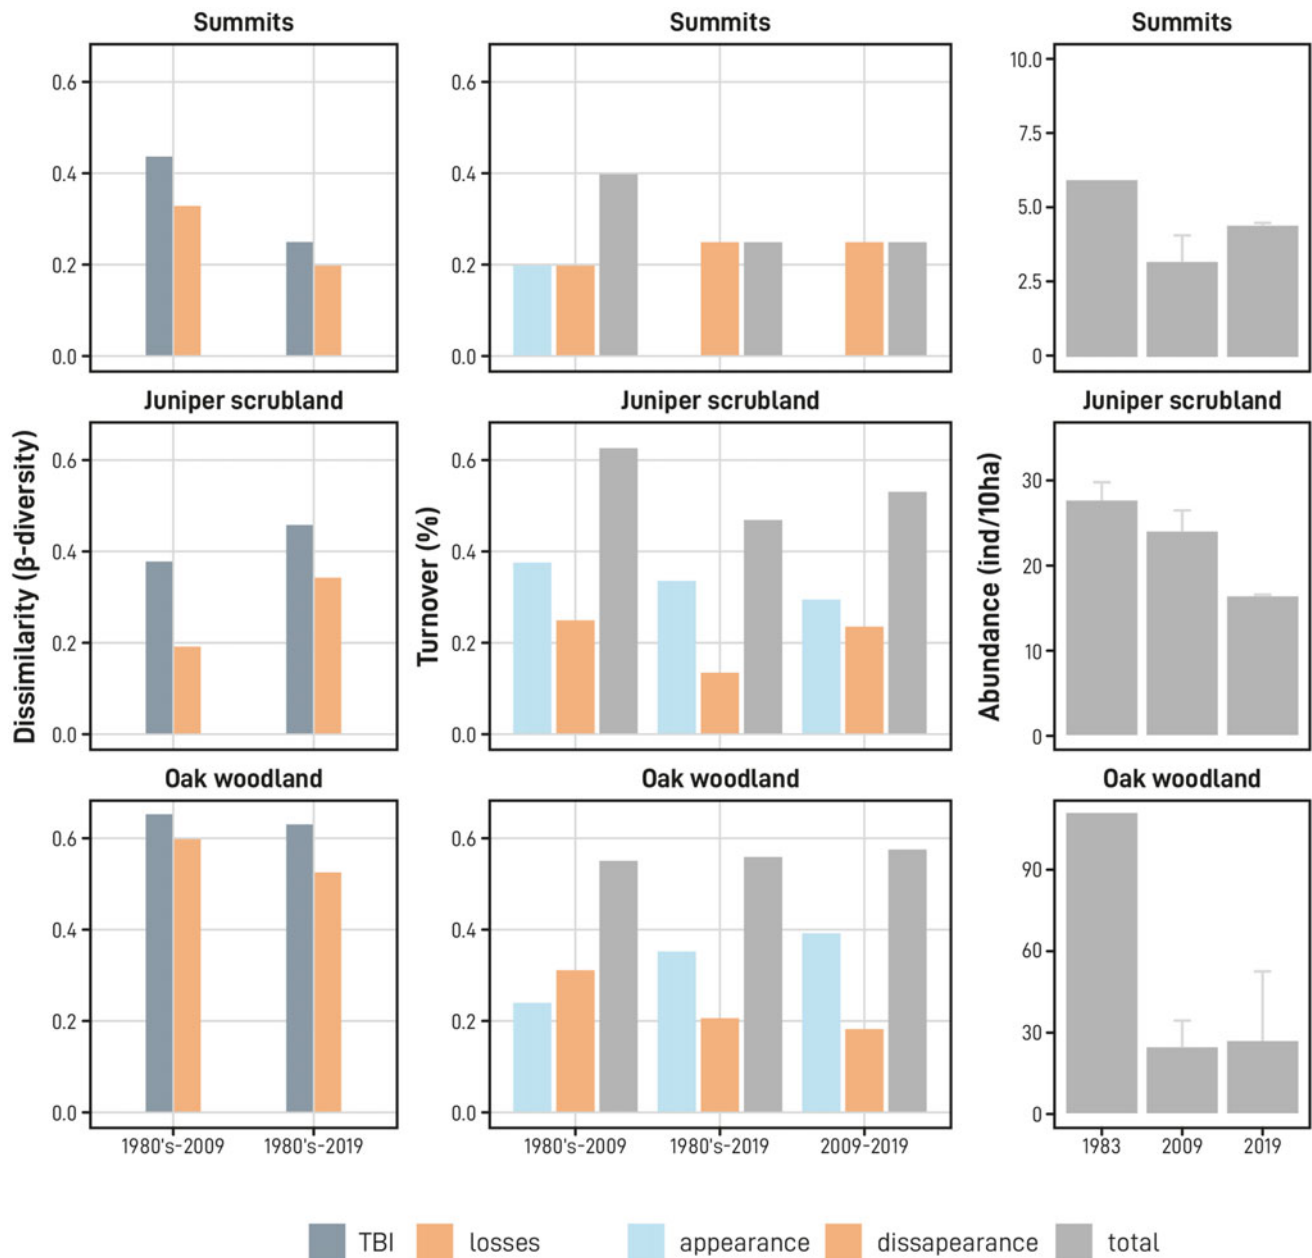 Summits
Summits
Summits
0.6
0.4
0.2
0.0
0.6
0.4
0.2
0.0
10.0
7.5
5.0
2.5
0
Juniper scrubland
Juniper scrubland
Juniper scrubland
Dissimilarity (β-diversity)
0.6
0.4
0.2
0.0
Turnover (%)
0.6
0.4
0.2
0.0
Abundance (ind/10ha)
30
20
10
0
Oak woodland
Oak woodland
Oak woodland
0.6
0.4
0.2
0.0
0.6
0.4
0.2
0.0
90
60
30
0
1980's-2009
1980's-2019
1980's-2009
1980's-2019
2009-2019
1983
2009
2019
TBI
losses
appearance
dissapearance
total